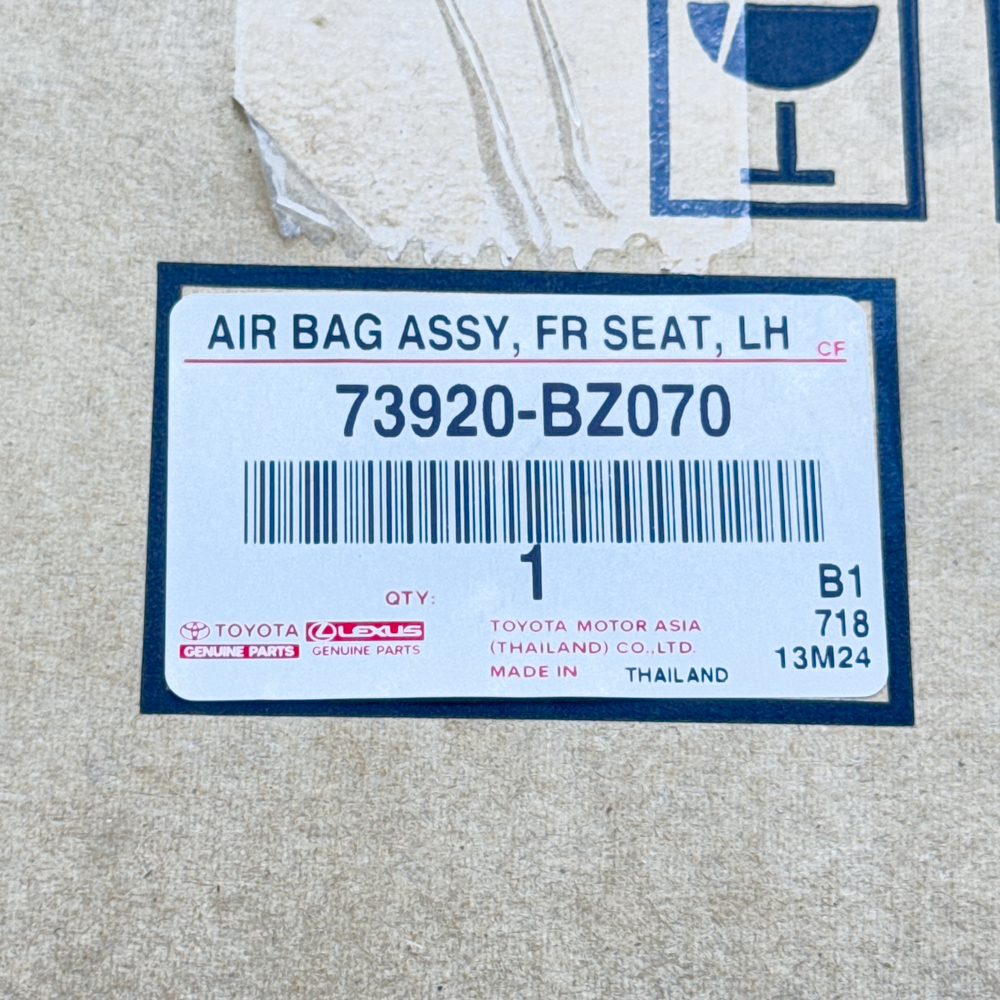 AIR BAG ASSY, FR SEAT, LH
CF
73920-BZ070
QTY: 1
B1
718
13M24
TOYOTA
GENUINE PARTS
LEXUS
GENUINE PARTS
TOYOTA MOTOR ASIA
(THAILAND) CO.,LTD.
MADE IN THAILAND